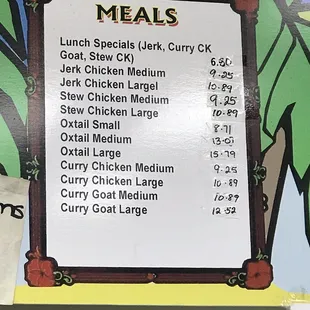 MEALS
Lunch Specials (Jerk, Curry CK
Goat, Stew CK) 6.80
Jerk Chicken Medium 9.25
Jerk Chicken Largel 10.89
Stew Chicken Medium 9.25
Stew Chicken Large 10.89
Oxtail Small 8.71
Oxtail Medium 13.07
Oxtail Large 15.79
Curry Chicken Medium 9.25
Curry Chicken Large 10.89
Curry Goat Medium 10.89
Curry Goat Large 12.52